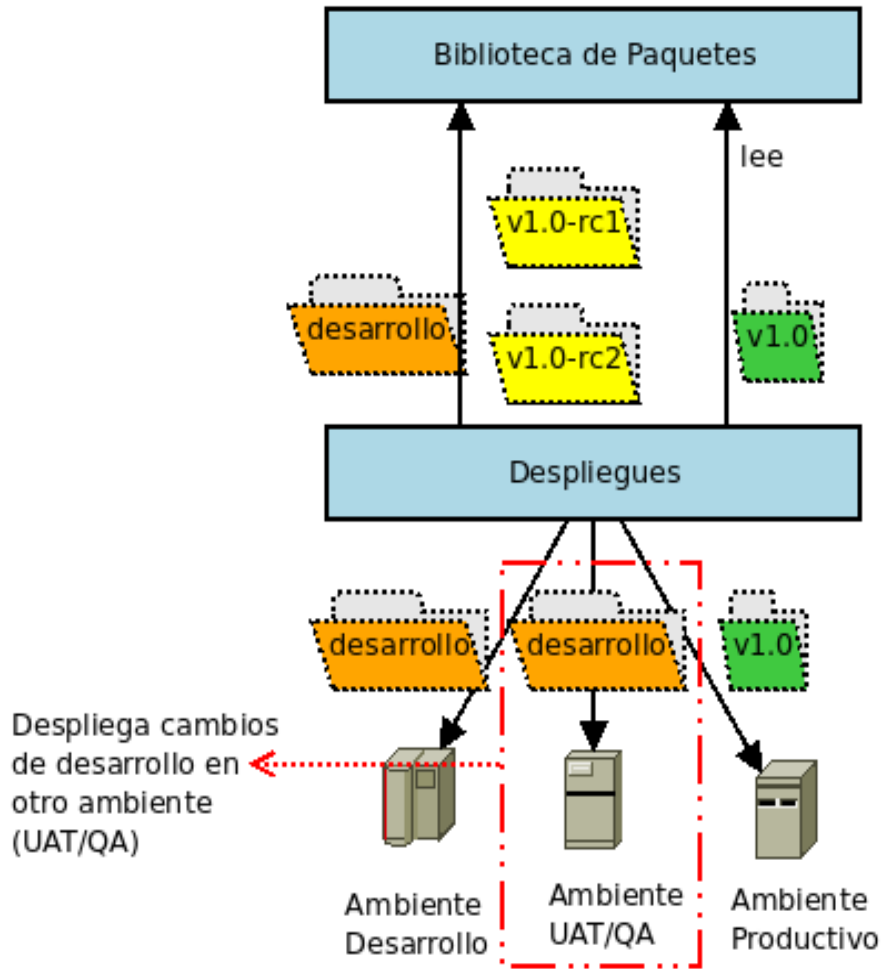 Biblioteca de Paquetes
lee
v1.0-rc1
desarrollo
v1.0-rc2
v1.0
Despliegues
desarrollo
desarrollo
v1.0
Despliega cambios
de desarrollo en
otro ambiente
(UAT/QA)
Ambiente
Desarrollo
Ambiente
UAT/QA
Ambiente
Productivo